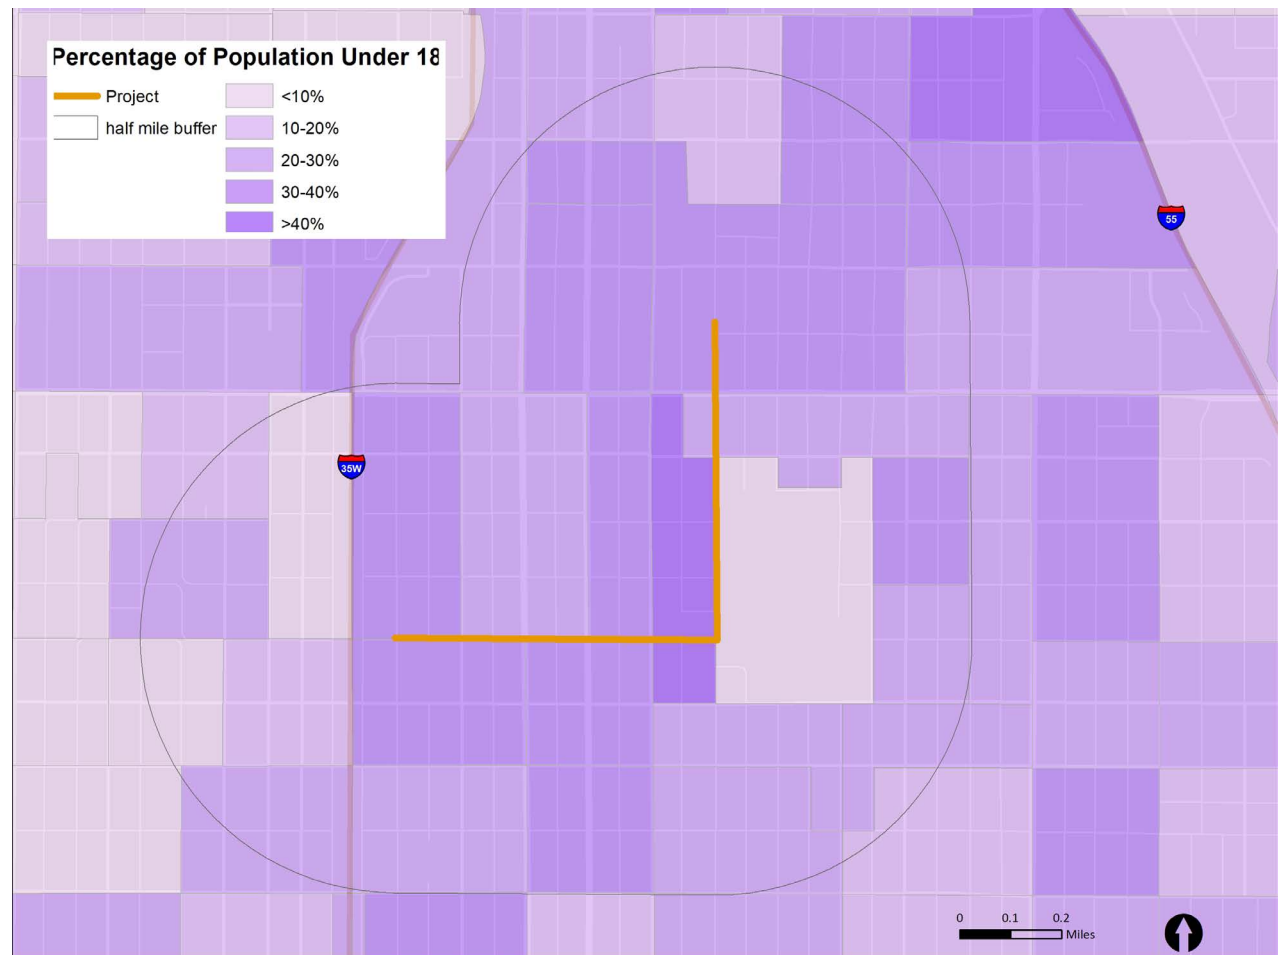 Percentage of Population Under 18
Project
half mile buffer
<10%
10-20%
20-30%
30-40%
>40%
55
35W
0 0.1 0.2
Miles